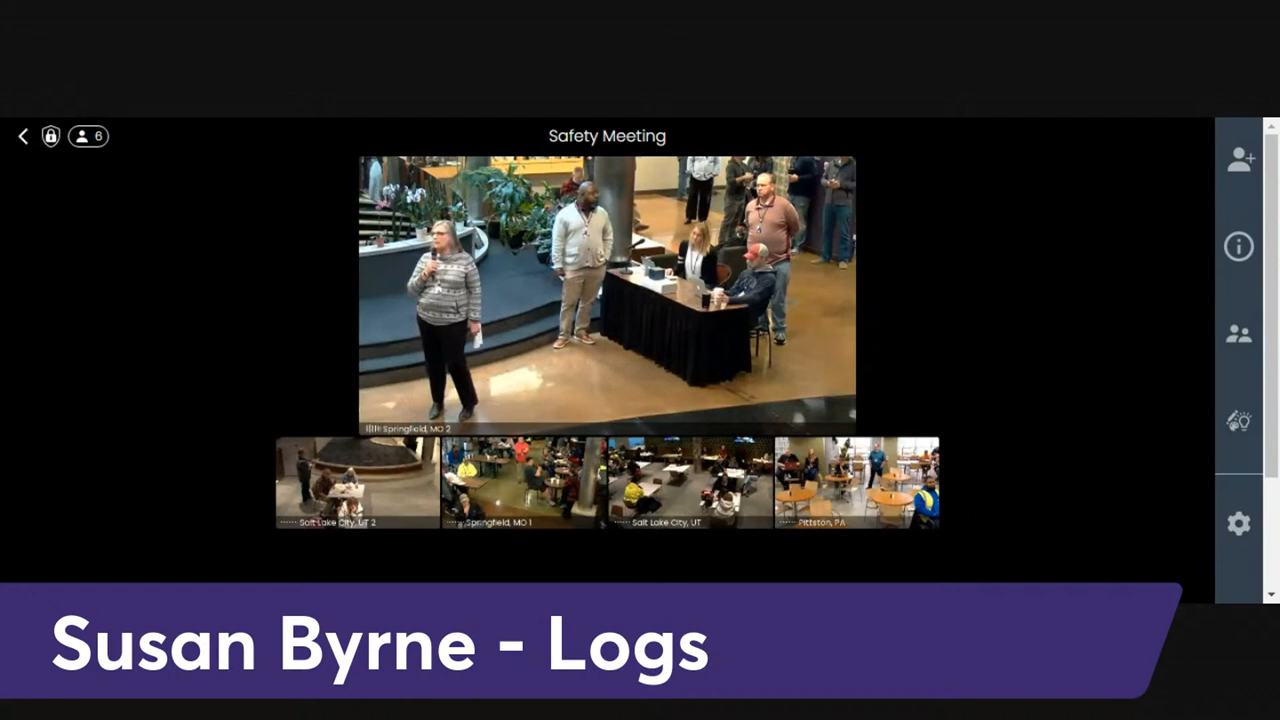 6
Safety Meeting
Springfield, MO 2
Salt Lake City, UT 2
Springfield, MO 1
Salt Lake City, UT
Pittston, PA
Susan Byrne - Logs